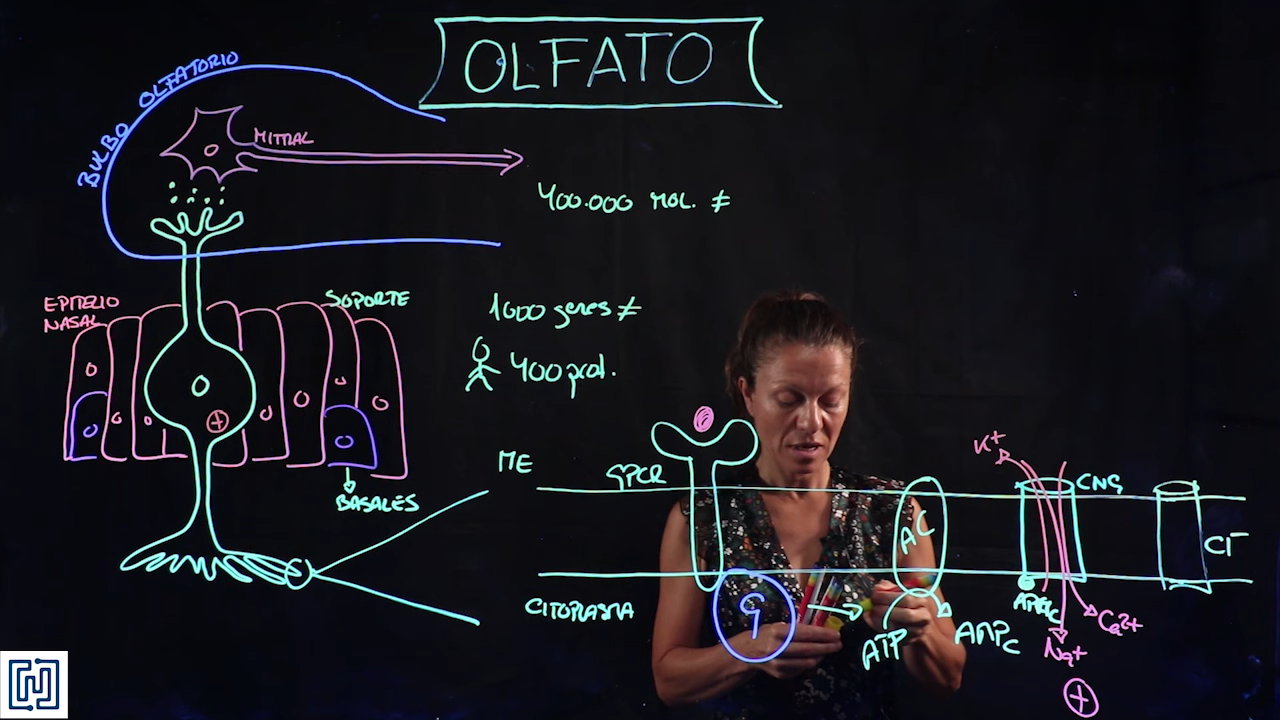 OLFATO
BULBO OLFATORIO
MITRAL
400.000 MOL. ≠
EPITELIO
NASAL
SOPORTE
1000 genes ≠
400 prot.
BASALES
ME
GPCR
AC
K+
CNG
Cl-
CITOPLASMA
G
ATP
AMPc
AMPc
Na+
Ca2+
+
+